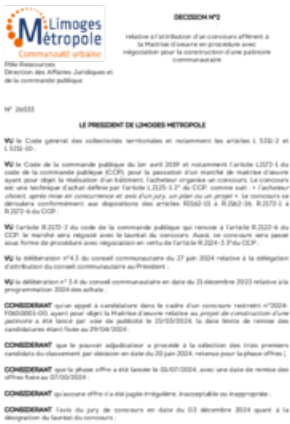 Limoges
Métropole
Communauté urbaine
Pôle Ressources
Direction des Affaires Juridiques et
de la commande publique
DECISION N°2
relative à l'attribution d'un concours afférent à
la Maitrise d'oeuvre en procédure avec
négociation pour la construction d'une patinoire
communautaire
N° 26033
LE PRESIDENT DE LIMOGES METROPOLE
VU le Code général des collectivités territoriales et notamment les articles L 5211-2 et
L 5211-10 ;
VU le Code de la commande publique du 1er avril 2019 et notamment l'article L2172-1 du
code de la commande publique (CCP), pour la passation d'un marché de maîtrise d'œuvre
ayant pour objet la réalisation d'un bâtiment, l'acheteur organise un concours. Le concours
est une technique d'achat définie par l'article L.2125-1 2° du CCP, comme suit : « l'acheteur
choisit, après mise en concurrence et avis d'un jury, un plan ou un projet ». Le concours se
déroulera conformément aux dispositions des articles R2162-15 à R.2162-26, R.2172-1 à
R.2172-6 du CCP ;
VU l'article R.2172-2 du code de la commande publique qui renvoie à l'article R.2122-6 du
CCP, le marché sera négocié avec le lauréat du concours. Aussi, ce concours sera passé
sous forme de procédure avec négociation en vertu de l'article R.2124-3 3°du CCP ;
VU la délibération n°4.3 du conseil communautaire du 27 juin 2024 relative à la délégation
d'attribution du conseil communautaire au Président ;
VU la délibération n° 3.4 du conseil communautaire en date du 21 décembre 2023 relative à la
programmation 2024 des achats ;
CONSIDERANT qu'un appel à candidature dans le cadre d'un concours restreint n°2024-
ayant pour objet la Maitrise d'oeuvre relative au projet de construction d'une
patinoire a été lancé par voie de publicité le 15/03/2024, la date limite de remise des
candidatures étant fixée au 29/04/2024 ;
CONSIDERANT que le pouvoir adjudicateur a procédé à la sélection des trois premiers
candidats du classement par décision en date du 20 juin 2024, retenus pour la phase offres ;
CONSIDERANT que la phase offre a été lancée le 01/07/2024, avec une date de remise des
offres fixée au 07/10/2024 ;
CONSIDERANT qu'aucune offre n'a été jugée irrégulière, inacceptable ou inappropriée ;
CONSIDERANT l'avis du jury de concours en date du 03 décembre 2024 quant à la
désignation du lauréat du concours ;